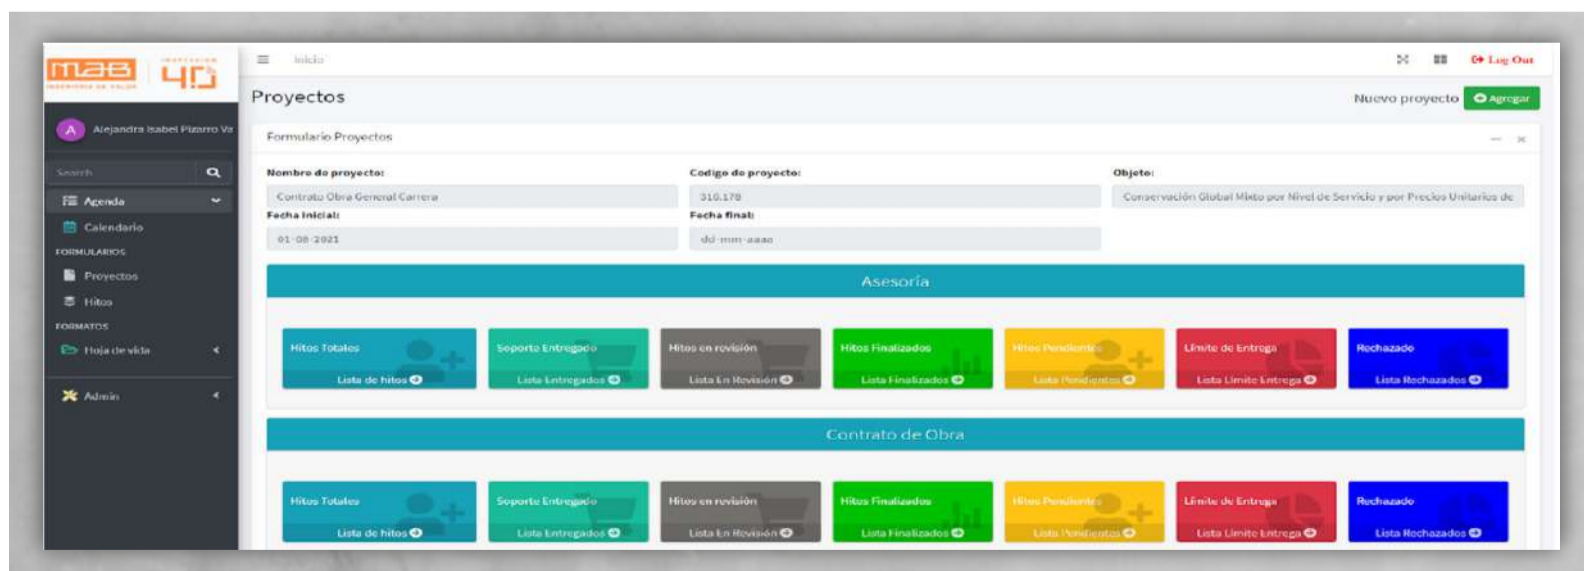 MAB
4.0
Inicio
Log Out
Proyectos
Nuevo proyecto
Agregar
Alejandra Isabel Pizarro Va
Formulario Proyectos
Search
Nombre de proyecto:
Codigo de proyecto:
Objeto:
Contrato Obra General Carrera
316.178
Conservación Global Mixto por Nivel de Servicio y por Precios Unitarios de
Agenda
Fecha Inicial:
Fecha final:
Calendario
01-08-2021
dd-mm-aaaa
FORMULARIOS
Proyectos
Hitos
Asesoría
FORMATOS
Hoja de vida
Admin
Hitos Totales
Soporte Entregado
Hitos en revisión
Hitos Finalizados
Hitos Pendientes
Límite de Entrega
Rechazado
Lista de hitos
Lista Entregados
Lista En Revisión
Lista Finalizados
Lista Pendientes
Lista Límite Entrega
Lista Rechazados
Contrato de Obra
Hitos Totales
Soporte Entregado
Hitos en revisión
Hitos Finalizados
Hitos Pendientes
Límite de Entrega
Rechazado
Lista de hitos
Lista Entregados
Lista En Revisión
Lista Finalizados
Lista Pendientes
Lista Límite Entrega
Lista Rechazados